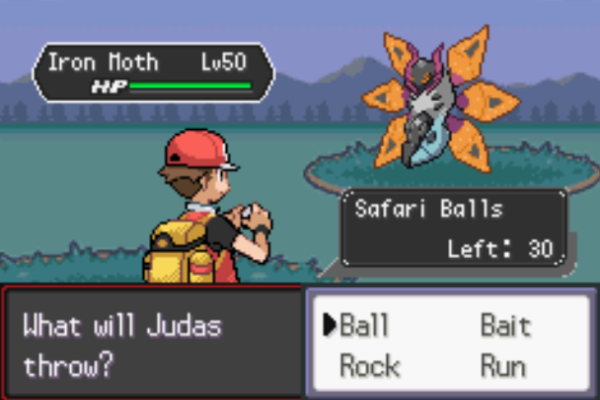 Iron Moth Lv50
HP
Safari Balls
Left: 30
What will Judas
throw?
Ball Bait
Rock Run